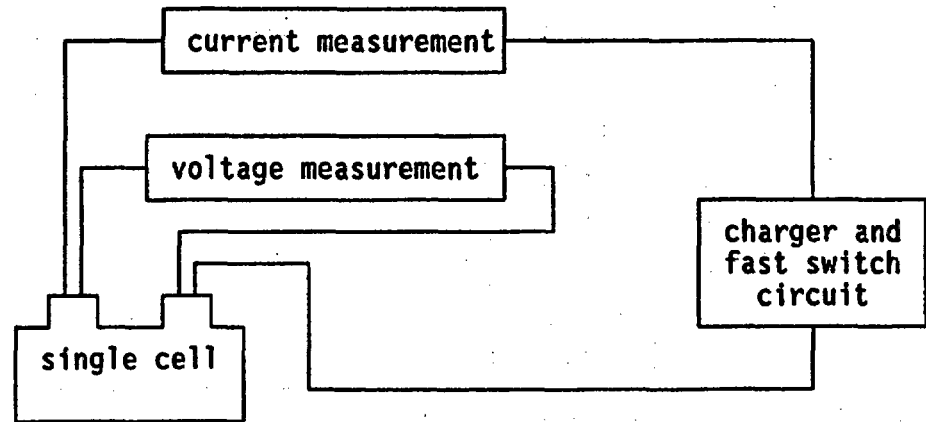 current measurement
voltage measurement
charger and
fast switch
circuit
single cell